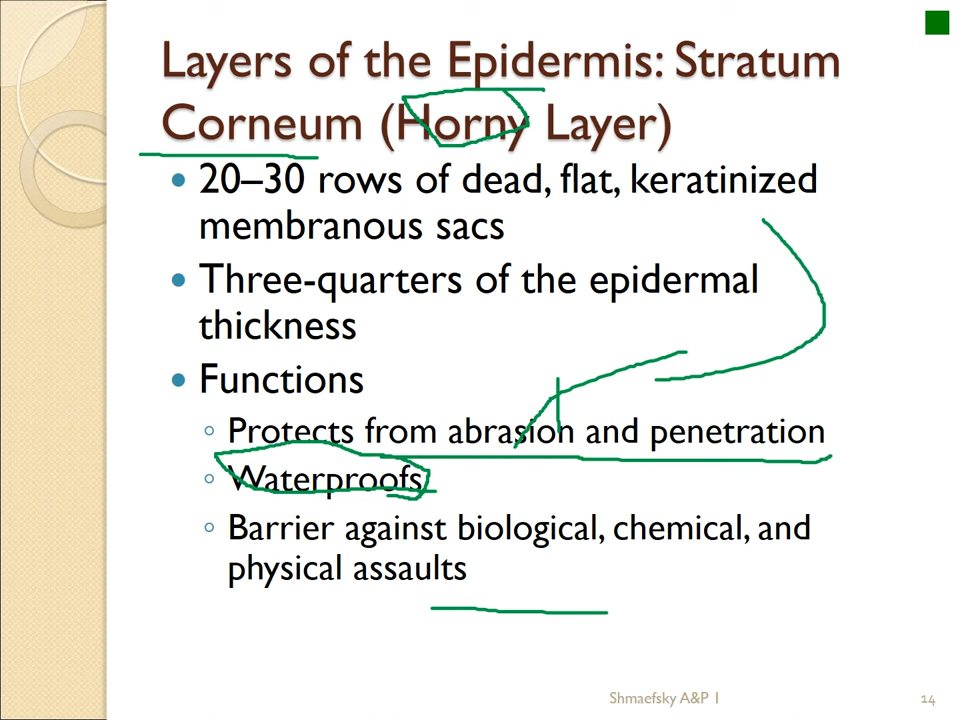 Layers of the Epidermis: Stratum
Corneum (Horny Layer)
• 20–30 rows of dead, flat, keratinized
membranous sacs
• Three-quarters of the epidermal
thickness
• Functions
◦ Protects from abrasion and penetration
◦ Waterproofs
◦ Barrier against biological, chemical, and
physical assaults
Shmaefsky A&P 1 14